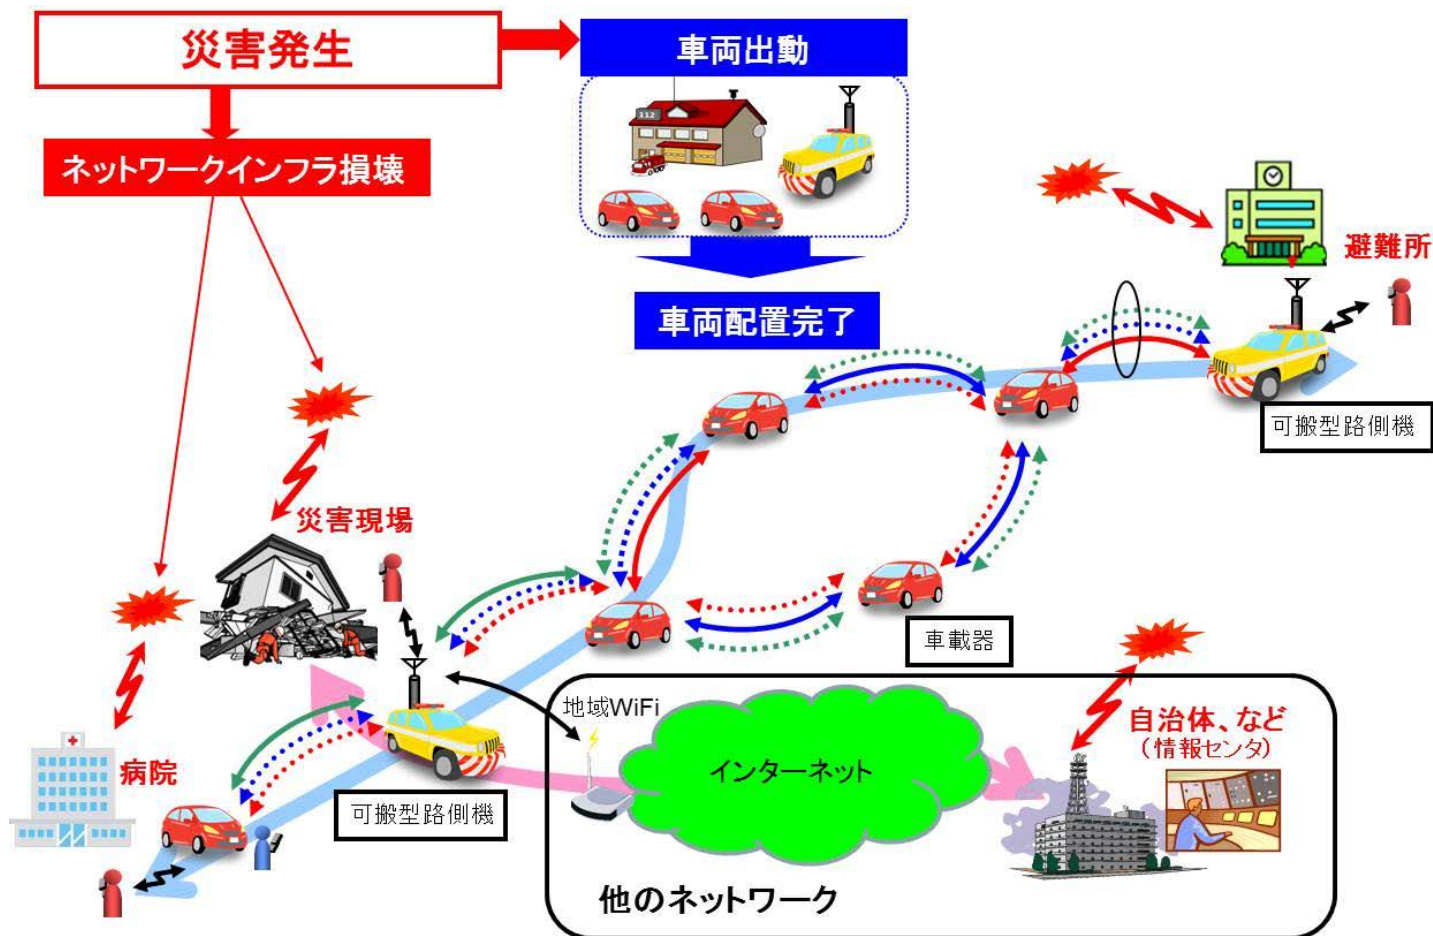 災害発生
車両出動
112
ネットワークインフラ損壊
避難所
車両配置完了
可搬型路側機
災害現場
車載器
地域WiFi
自治体、など
（情報センタ）
病院
インターネット
可搬型路側機
他のネットワーク